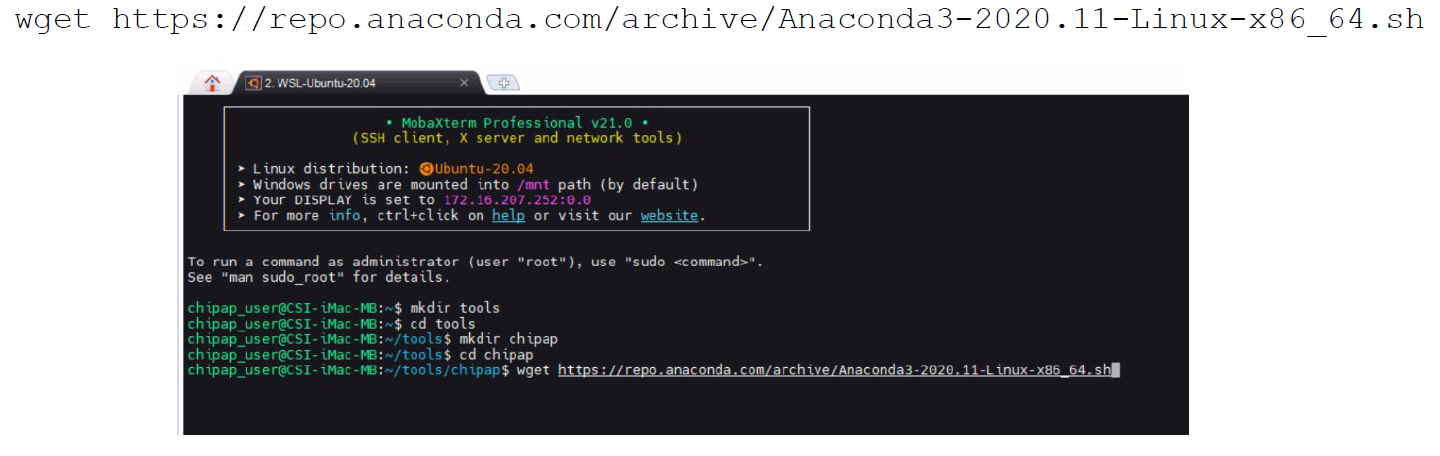 wget https://repo.anaconda.com/archive/Anaconda3-2020.11-Linux-x86_64.sh
2. WSL-Ubuntu-20.04
• MobaXterm Professional v21.0 •
(SSH client, X server and network tools)
➤ Linux distribution: Ubuntu-20.04
➤ Windows drives are mounted into /mnt path (by default)
➤ Your DISPLAY is set to 172.16.207.252:0.0
➤ For more info, ctrl+click on help or visit our website.
To run a command as administrator (user "root"), use "sudo <command>".
See "man sudo_root" for details.
chipap_user@CSI-iMac-MB:~$ mkdir tools
chipap_user@CSI-iMac-MB:~$ cd tools
chipap_user@CSI-iMac-MB:~/tools$ mkdir chipap
chipap_user@CSI-iMac-MB:~/tools$ cd chipap
chipap_user@CSI-iMac-MB:~/tools/chipap$ wget https://repo.anaconda.com/archive/Anaconda3-2020.11-Linux-x86_64.sh